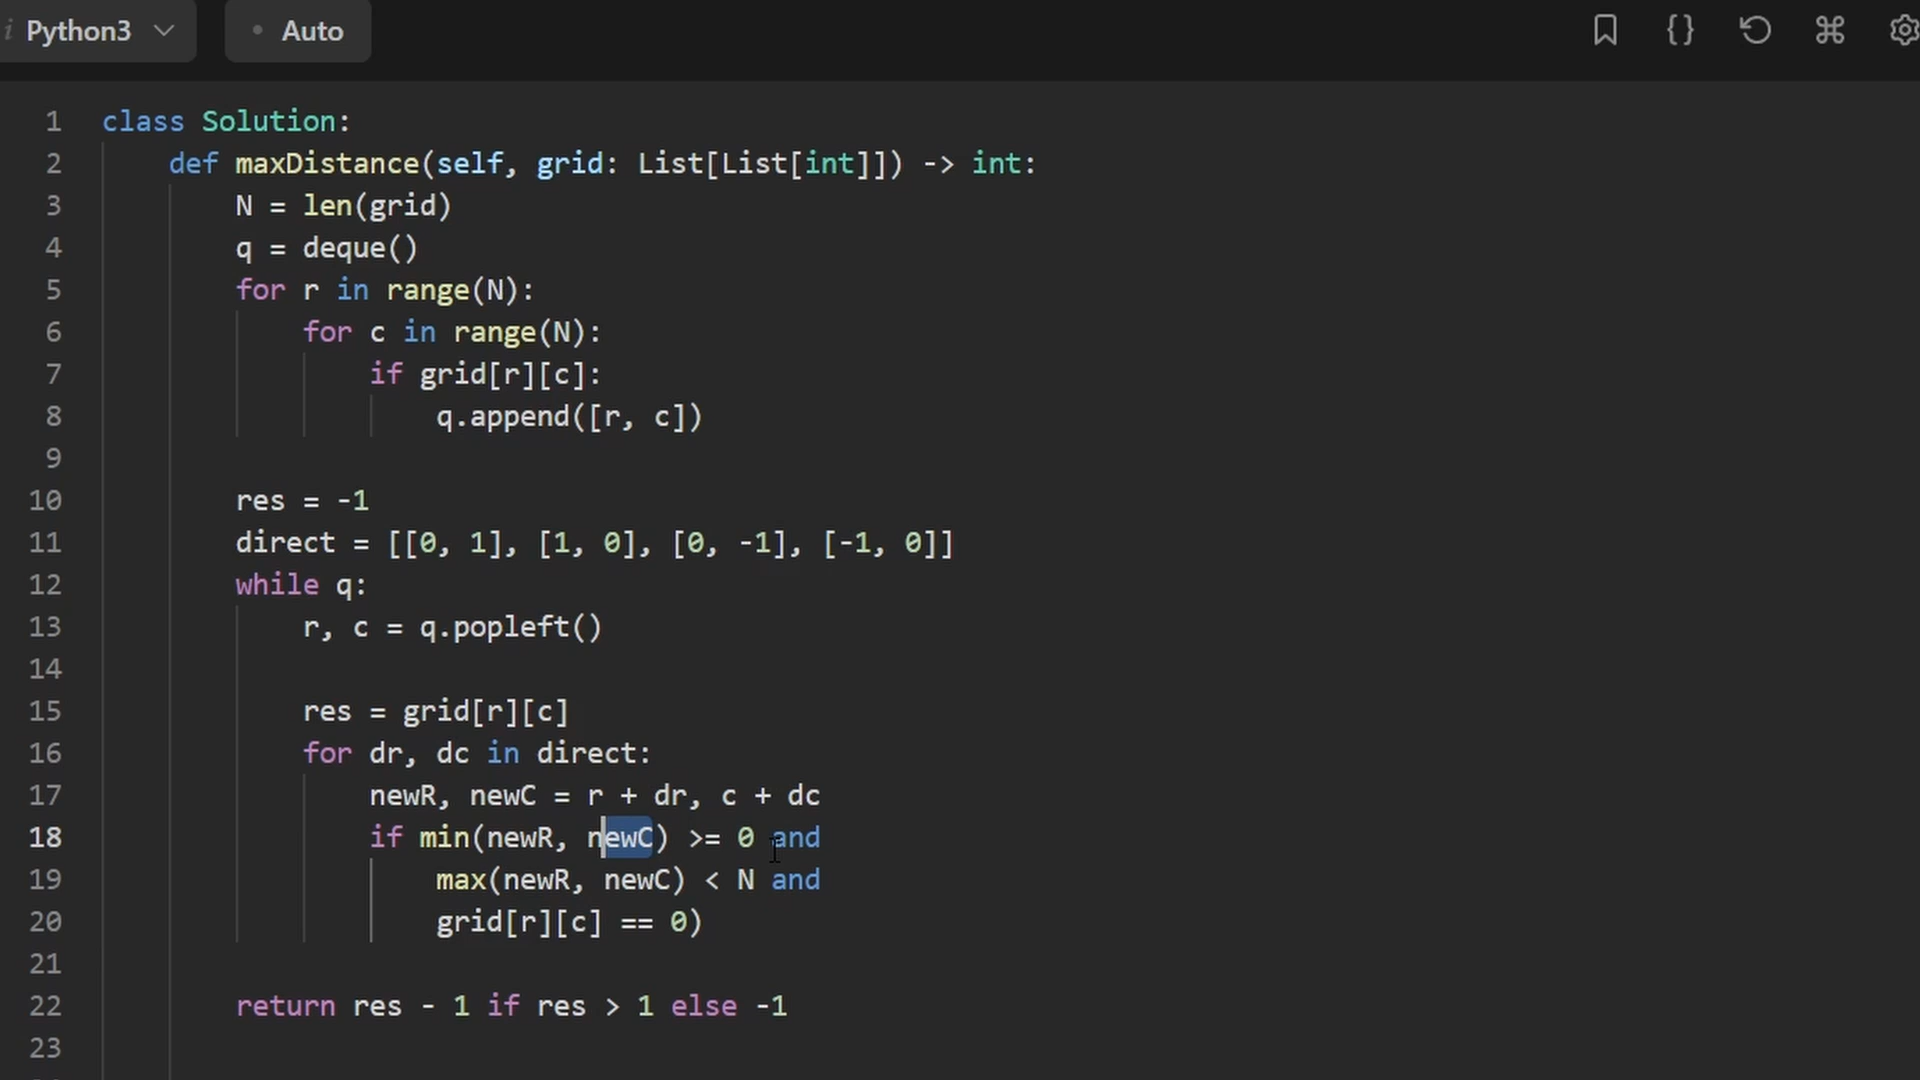 i Python3 Auto
1 class Solution:
2 def maxDistance(self, grid: List[List[int]]) -> int:
3 N = len(grid)
4 q = deque()
5 for r in range(N):
6 for c in range(N):
7 if grid[r][c]:
8 q.append([r, c])
9
10 res = -1
11 direct = [[0, 1], [1, 0], [0, -1], [-1, 0]]
12 while q:
13 r, c = q.popleft()
14
15 res = grid[r][c]
16 for dr, dc in direct:
17 newR, newC = r + dr, c + dc
18 if min(newR, newC) >= 0 and
19 max(newR, newC) < N and
20 grid[r][c] == 0)
21
22 return res - 1 if res > 1 else -1
23